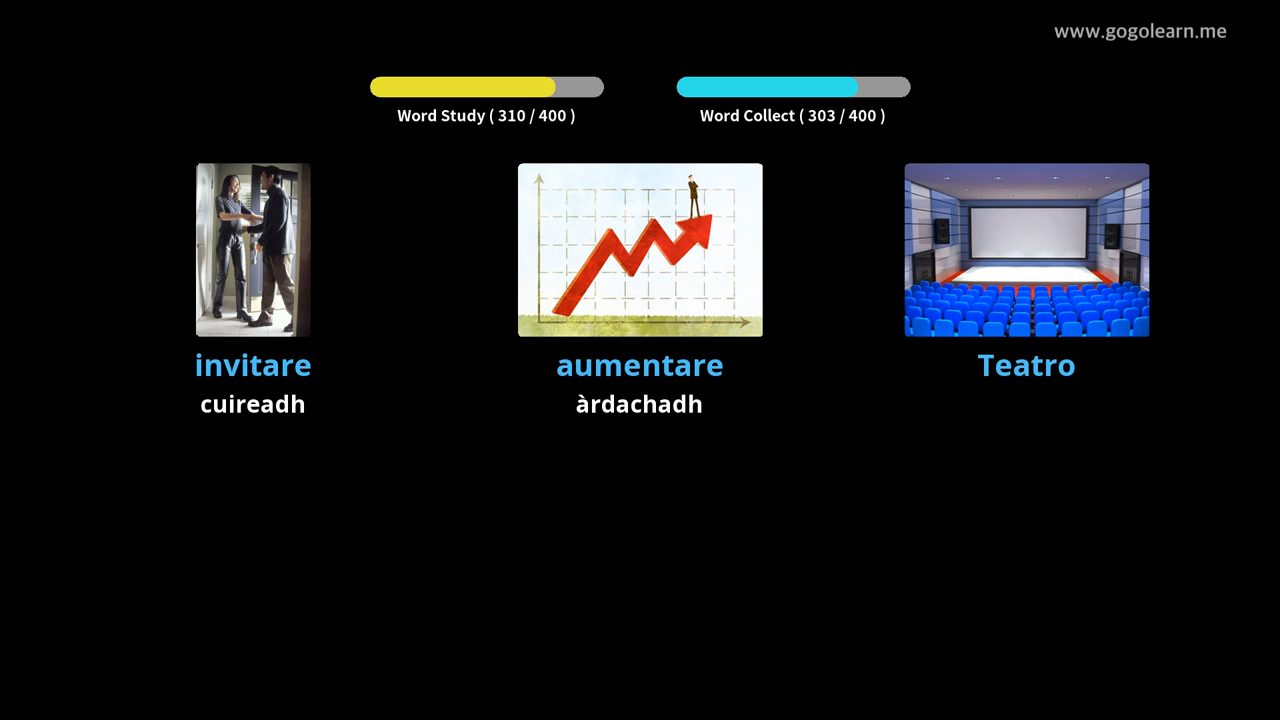 www.gogolearn.me
Word Study ( 310 / 400 )
Word Collect ( 303 / 400 )
invitare
cuireadh
aumentare
àrdachadh
Teatro